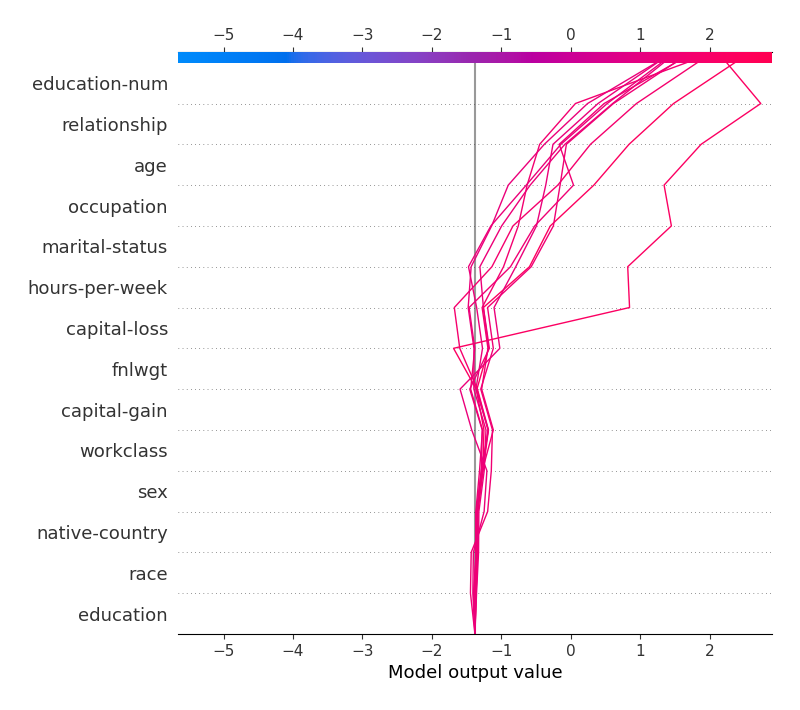 −5 −4 −3 −2 −1 0 1 2
education-num
relationship
age
occupation
marital-status
hours-per-week
capital-loss
fnlwgt
capital-gain
workclass
sex
native-country
race
education
−5 −4 −3 −2 −1 0 1 2
Model output value